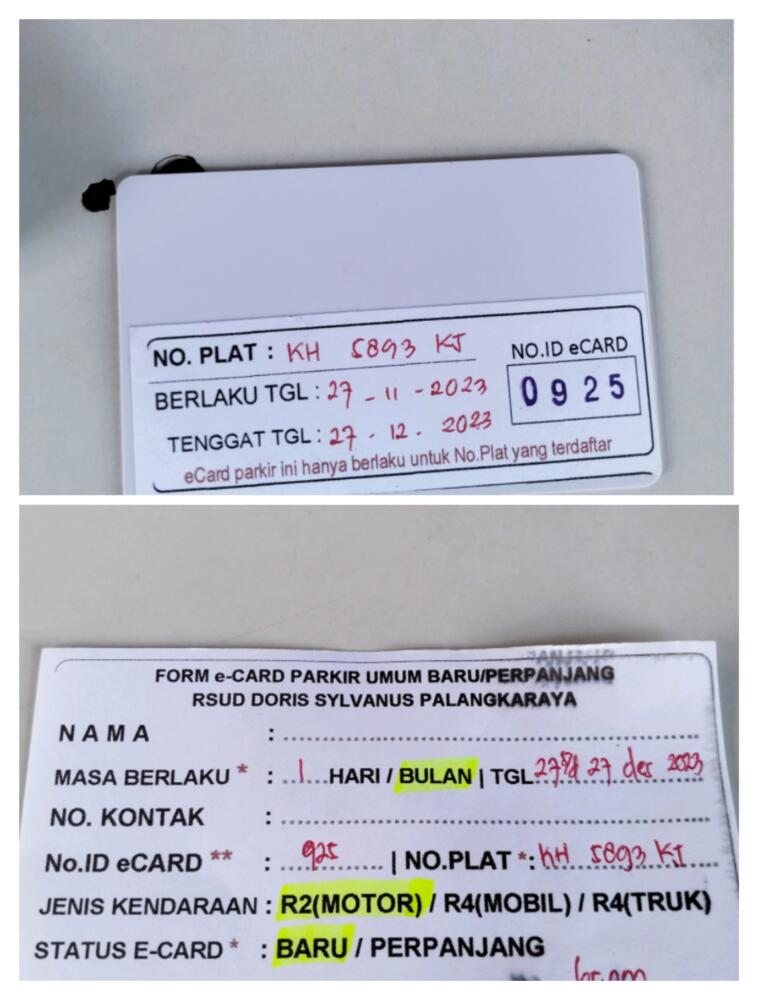 NO. PLAT : KH 5893 KJ
NO.ID eCARD
0925
BERLAKU TGL : 27 - 11 - 2023
TENGGAT TGL : 27 - 12 - 2023
eCard parkir ini hanya berlaku untuk No.Plat yang terdaftar
FORM e-CARD PARKIR UMUM BARU/PERPANJANG
RSUD DORIS SYLVANUS PALANGKARAYA
NAMA :
MASA BERLAKU * : 1 HARI / BULAN | TGL 27 s/d 27 des 2023
NO. KONTAK :
No.ID eCARD ** : 925 | NO.PLAT *: KH 5893 KJ
JENIS KENDARAAN : R2(MOTOR) / R4(MOBIL) / R4(TRUK)
STATUS E-CARD * : BARU / PERPANJANG